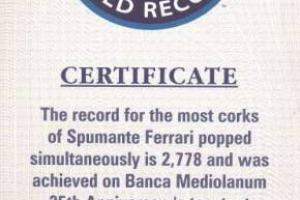 LD RECO
CERTIFICATE
The record for the most corks
of Spumante Ferrari popped
simultaneously is 2,778 and was
achieved on Banca Mediolanum